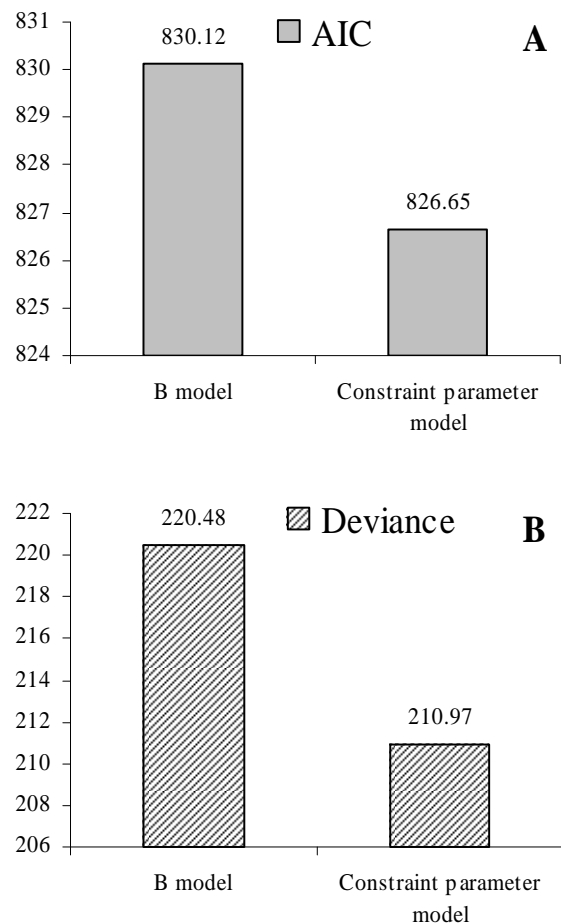 831
830
829
828
827
826
825
824
830.12
AIC
A
826.65
B model
Constraint parameter
model
222
220
218
216
214
212
210
208
206
220.48
Deviance
B
210.97
B model
Constraint parameter
model